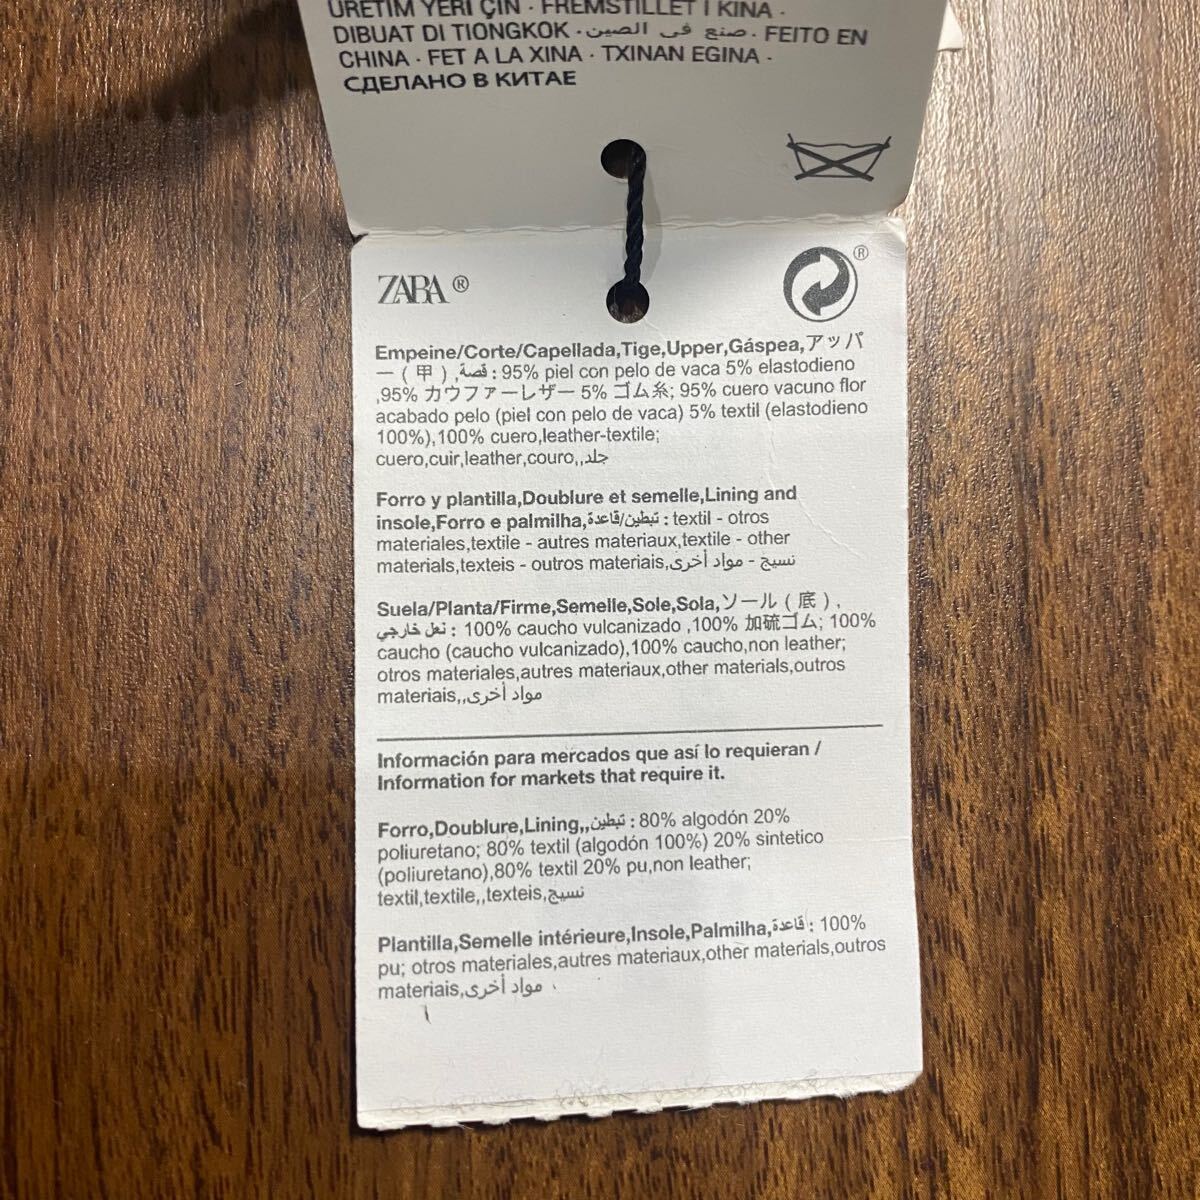 ÜRETİM YERİ ÇİN · FREMSTILLET I KINA ·
DIBUAT DI TIONGKOK · صنع في الصين · FEITO EN
CHINA · FET A LA XINA · TXINAN EGINA ·
СДЕЛАНО В КИТАЕ
ZARA ®
®
Empeine/Corte/Capellada,Tige,Upper,Gáspea,アッパ
ー ( 甲 ) ,قصة : 95% piel con pelo de vaca 5% elastodieno
,95% カウファーレザー 5% ゴム糸; 95% cuero vacuno flor
acabado pelo (piel con pelo de vaca) 5% textil (elastodieno
100%),100% cuero,leather-textile;
cuero,cuir,leather,couro,,جلد
Forro y plantilla,Doublure et semelle,Lining and
insole,Forro e palmilha,تبطين/قاعدة : textil - otros
materiales,textile - autres materiaux,textile - other
materials,texteis - outros materiais,نسيج - مواد أخرى
Suela/Planta/Firme,Semelle,Sole,Sola,ソール ( 底 ) ,
نعل خارجي : 100% caucho vulcanizado ,100% 加硫ゴム; 100%
caucho (caucho vulcanizado),100% caucho,non leather;
otros materiales,autres materiaux,other materials,outros
materiais,,مواد أخرى
Información para mercados que así lo requieran /
Information for markets that require it.
Forro,Doublure,Lining,,تبطين : 80% algodón 20%
poliuretano; 80% textil (algodón 100%) 20% sintetico
(poliuretano),80% textil 20% pu,non leather;
textil,textile,,texteis,نسيج
Plantilla,Semelle intérieure,Insole,Palmilha,قاعدة : 100%
pu; otros materiales,autres materiaux,other materials,outros
materiais,مواد أخرى